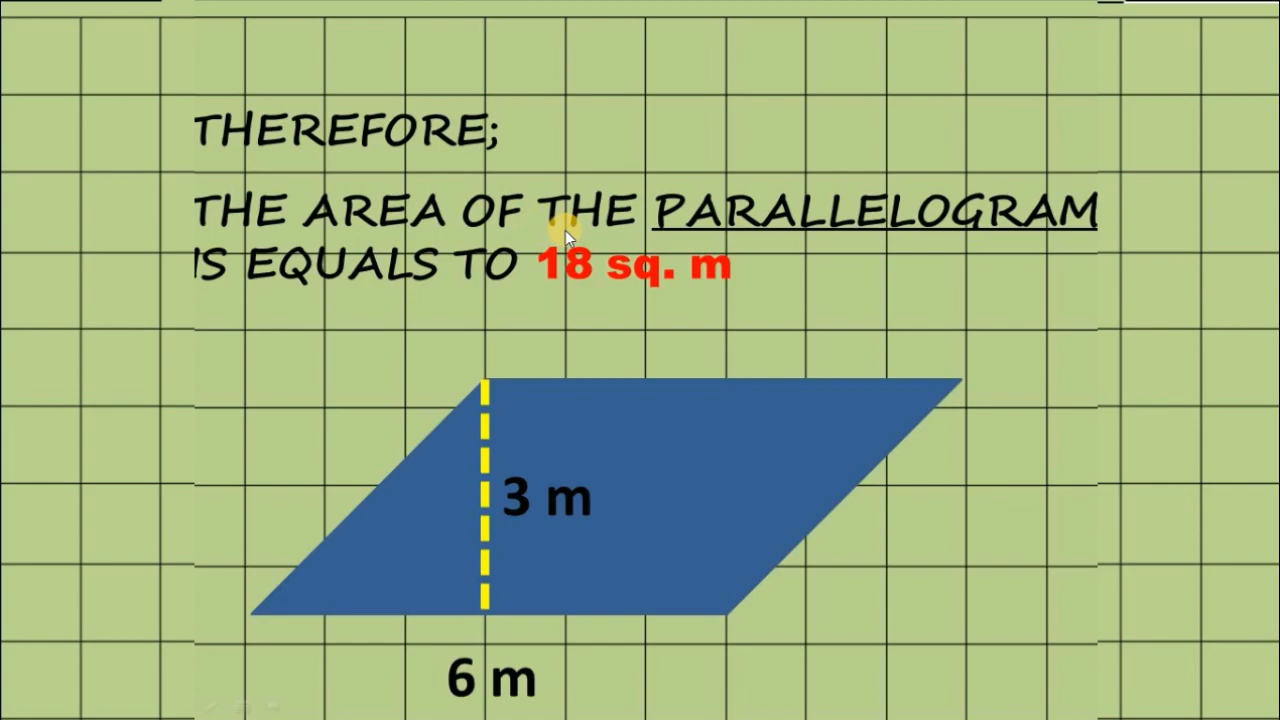 THEREFORE;
THE AREA OF THE PARALLELOGRAM
IS EQUALS TO 18 sq. m
3 m
6 m